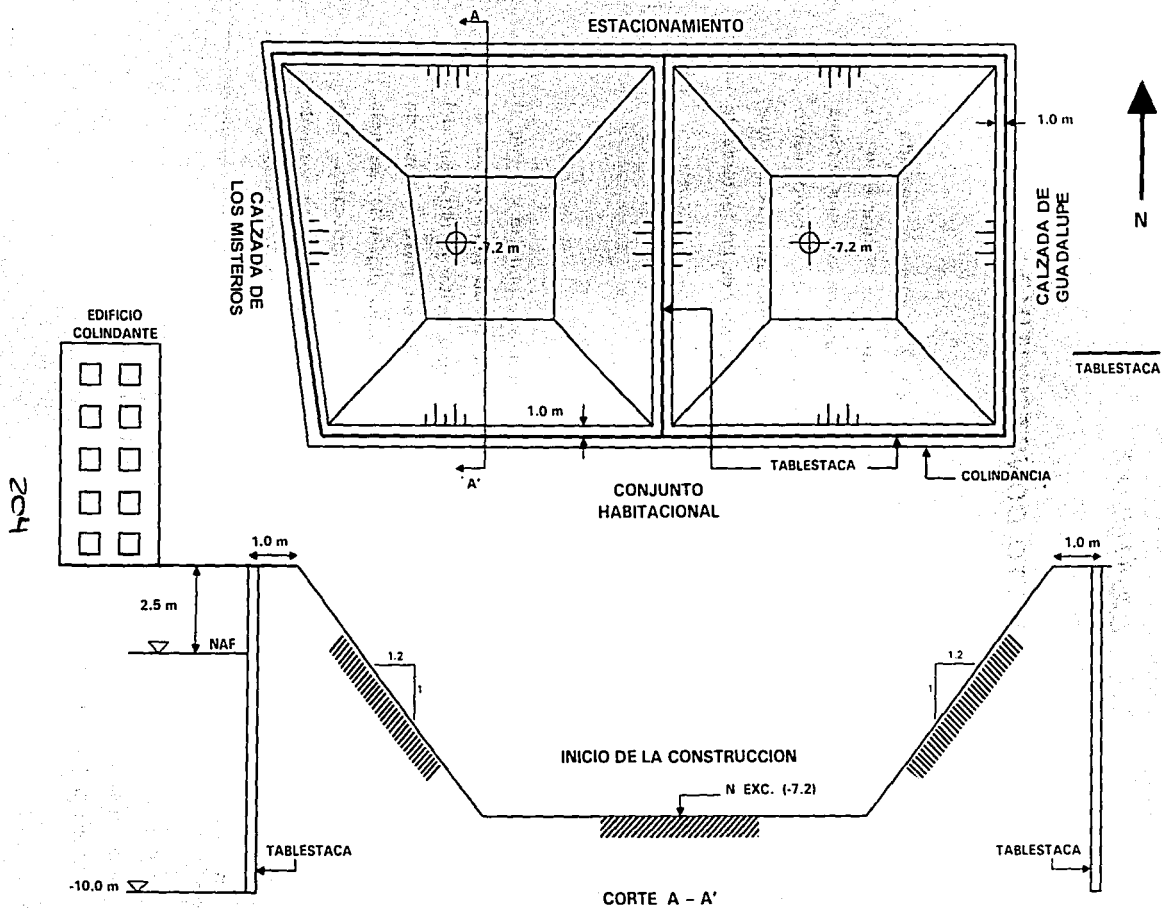 A
ESTACIONAMIENTO
1.0 m
N
CALZADA DE
LOS MISTERIOS
-7.2 m
-7.2 m
CALZADA DE
GUADALUPE
TABLESTACA
1.0 m
A'
TABLESTACA
COLINDANCIA
CONJUNTO
HABITACIONAL
EDIFICIO
COLINDANTE
204
1.0 m
1.0 m
2.5 m
NAF
1.2
1
1.2
1
INICIO DE LA CONSTRUCCION
N EXC. (-7.2)
TABLESTACA
TABLESTACA
-10.0 m
CORTE A - A'